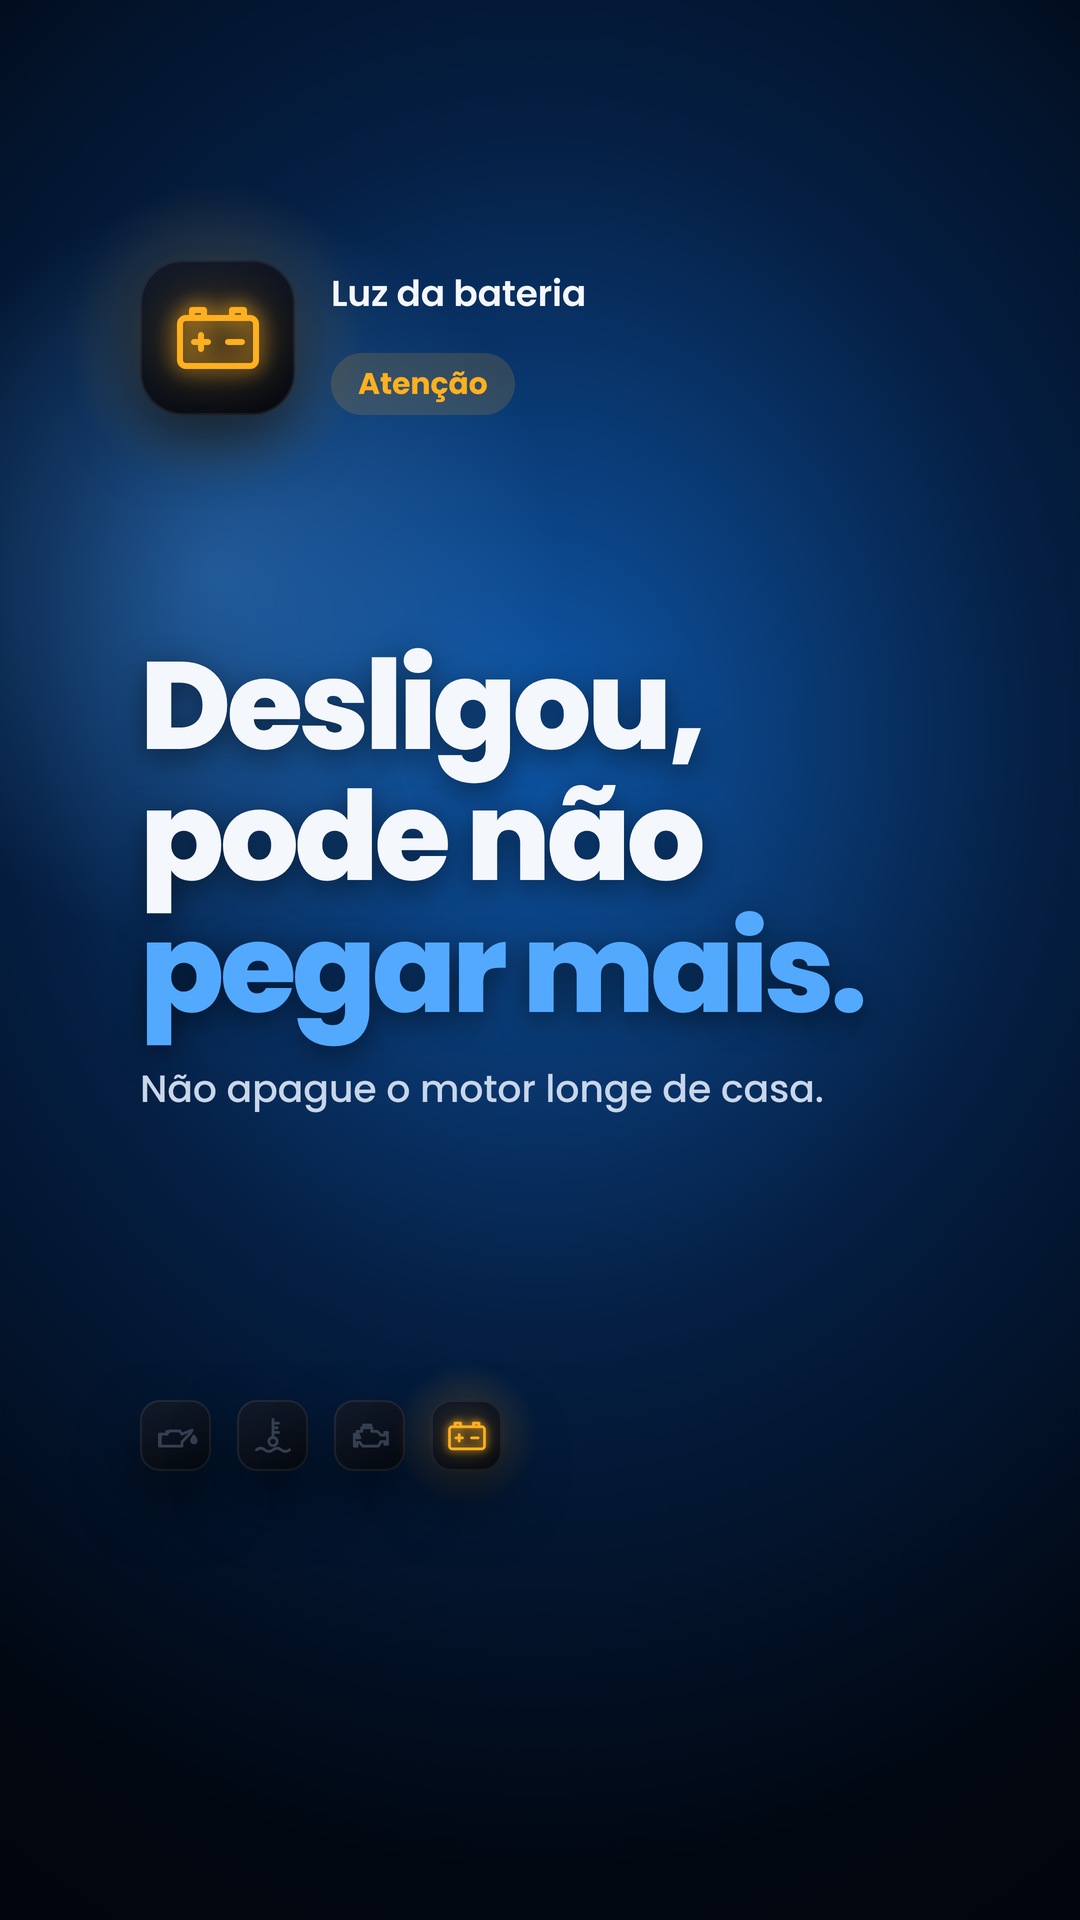 Luz da bateria
Atenção
Desligou,
pode não
pegar mais.
Não apague o motor longe de casa.